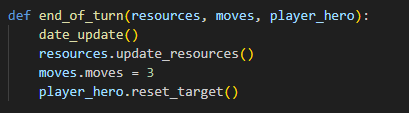 def end_of_turn(resources, moves, player_hero):
    date_update()
    resources.update_resources()
    moves.moves = 3
    player_hero.reset_target()